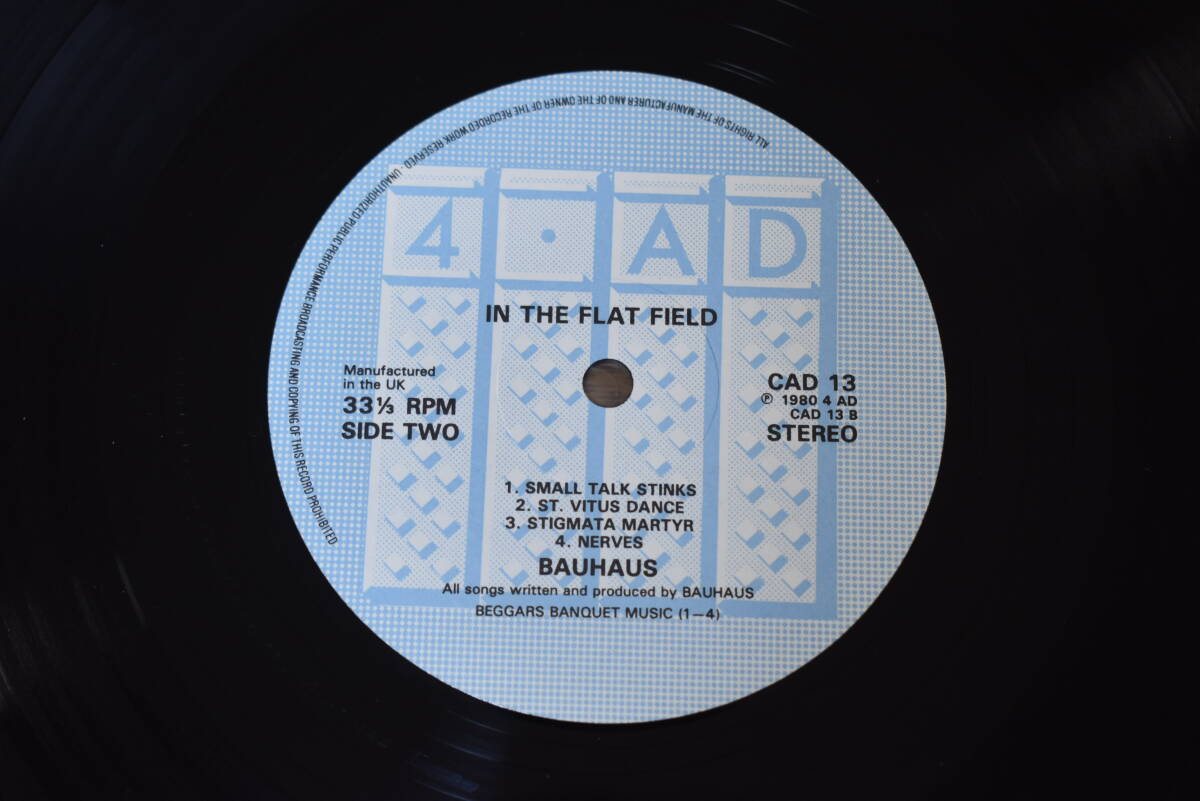 ALL RIGHTS OF THE MANUFACTURER AND OF THE OWNER OF THE RECORDED WORK RESERVED · UNAUTHORIZED PUBLIC PERFORMANCE BROADCASTING AND COPYING OF THIS RECORD PROHIBITED
4 · A D
IN THE FLAT FIELD
Manufactured
in the UK
33⅓ RPM
SIDE TWO
CAD 13
℗ 1980 4 AD
CAD 13 B
STEREO
1. SMALL TALK STINKS
2. ST. VITUS DANCE
3. STIGMATA MARTYR
4. NERVES
BAUHAUS
All songs written and produced by BAUHAUS
BEGGARS BANQUET MUSIC (1—4)